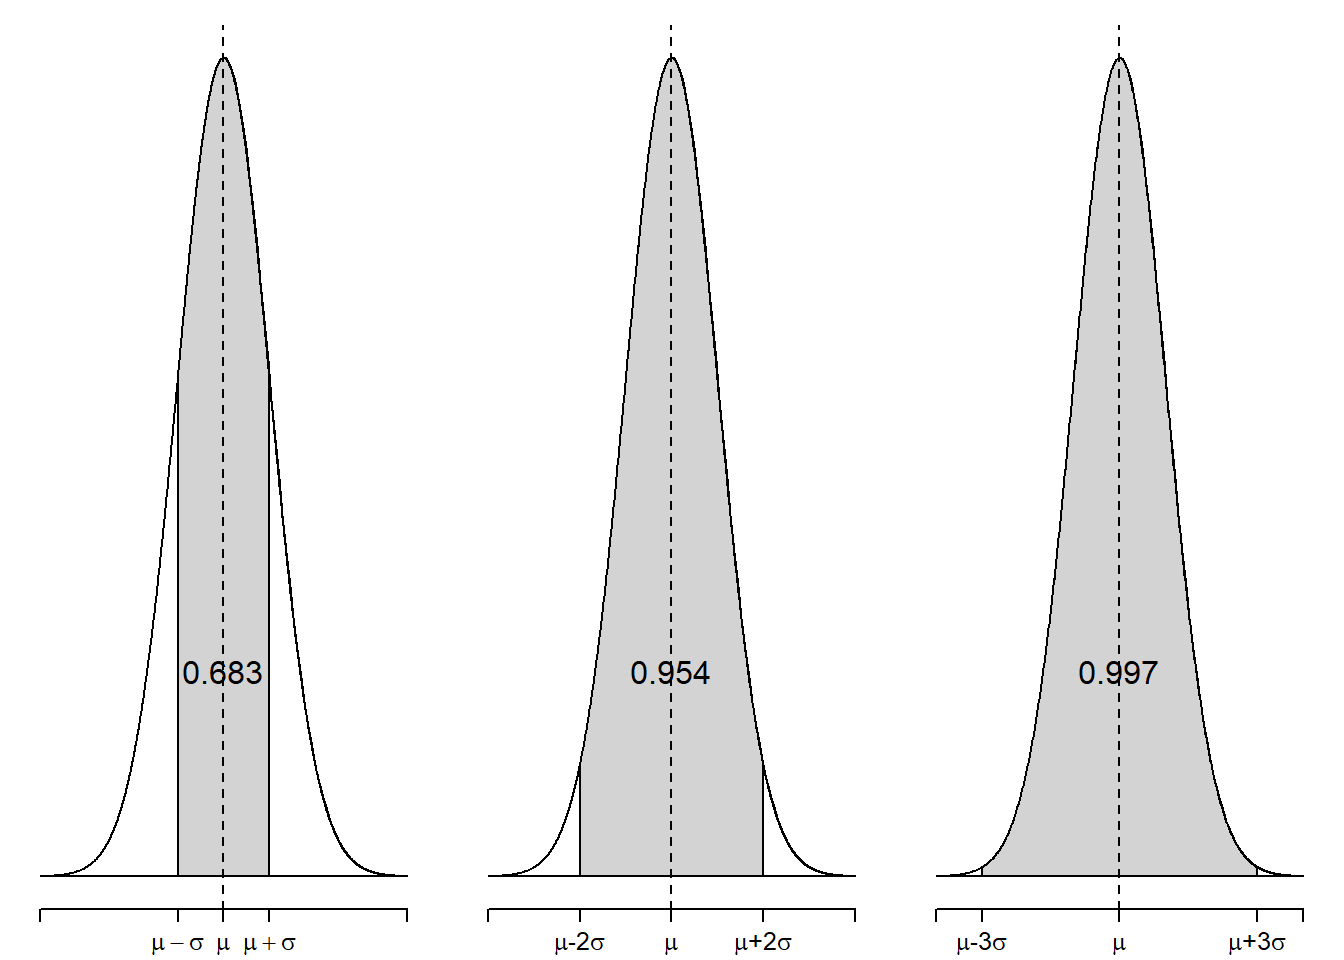 0.683
0.954
0.997
μ − σ μ μ + σ
μ-2σ μ μ+2σ
μ-3σ μ μ+3σ